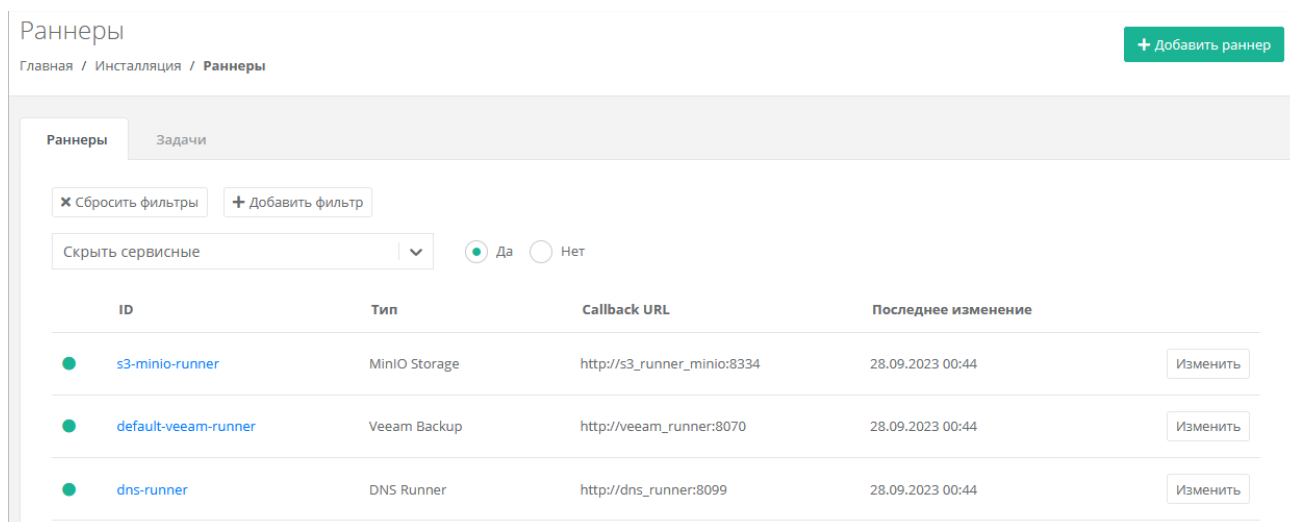 Раннеры
+ Добавить раннер
Главная / Инсталляция / Раннеры
Раннеры Задачи
× Сбросить фильтры + Добавить фильтр
Скрыть сервисные Да Нет
ID Тип Callback URL Последнее изменение
s3-minio-runner MinIO Storage http://s3_runner_minio:8334 28.09.2023 00:44 Изменить
default-veeam-runner Veeam Backup http://veeam_runner:8070 28.09.2023 00:44 Изменить
dns-runner DNS Runner http://dns_runner:8099 28.09.2023 00:44 Изменить